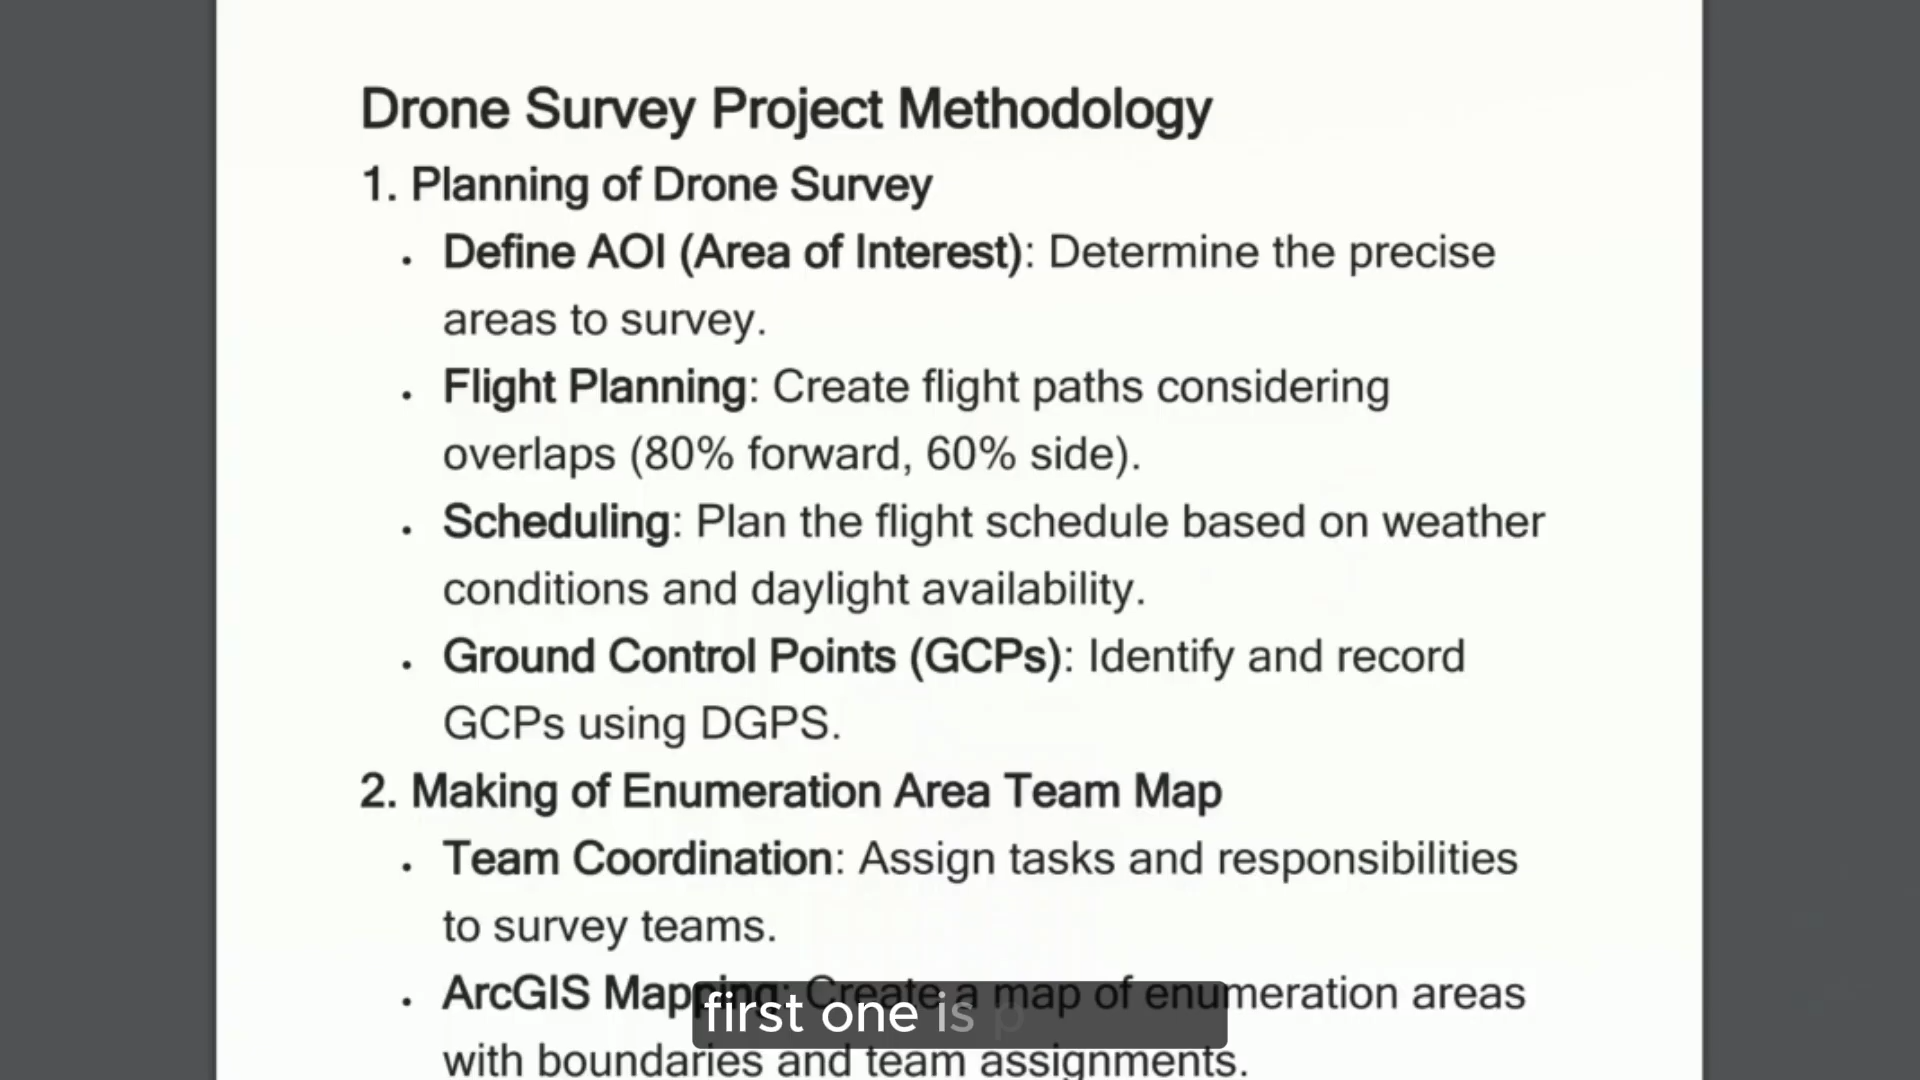 Drone Survey Project Methodology
1. Planning of Drone Survey
• Define AOI (Area of Interest): Determine the precise
areas to survey.
• Flight Planning: Create flight paths considering
overlaps (80% forward, 60% side).
• Scheduling: Plan the flight schedule based on weather
conditions and daylight availability.
• Ground Control Points (GCPs): Identify and record
GCPs using DGPS.
2. Making of Enumeration Area Team Map
• Team Coordination: Assign tasks and responsibilities
to survey teams.
• ArcGIS Mapping: Create a map of enumeration areas
with boundaries and team assignments.
first one is p